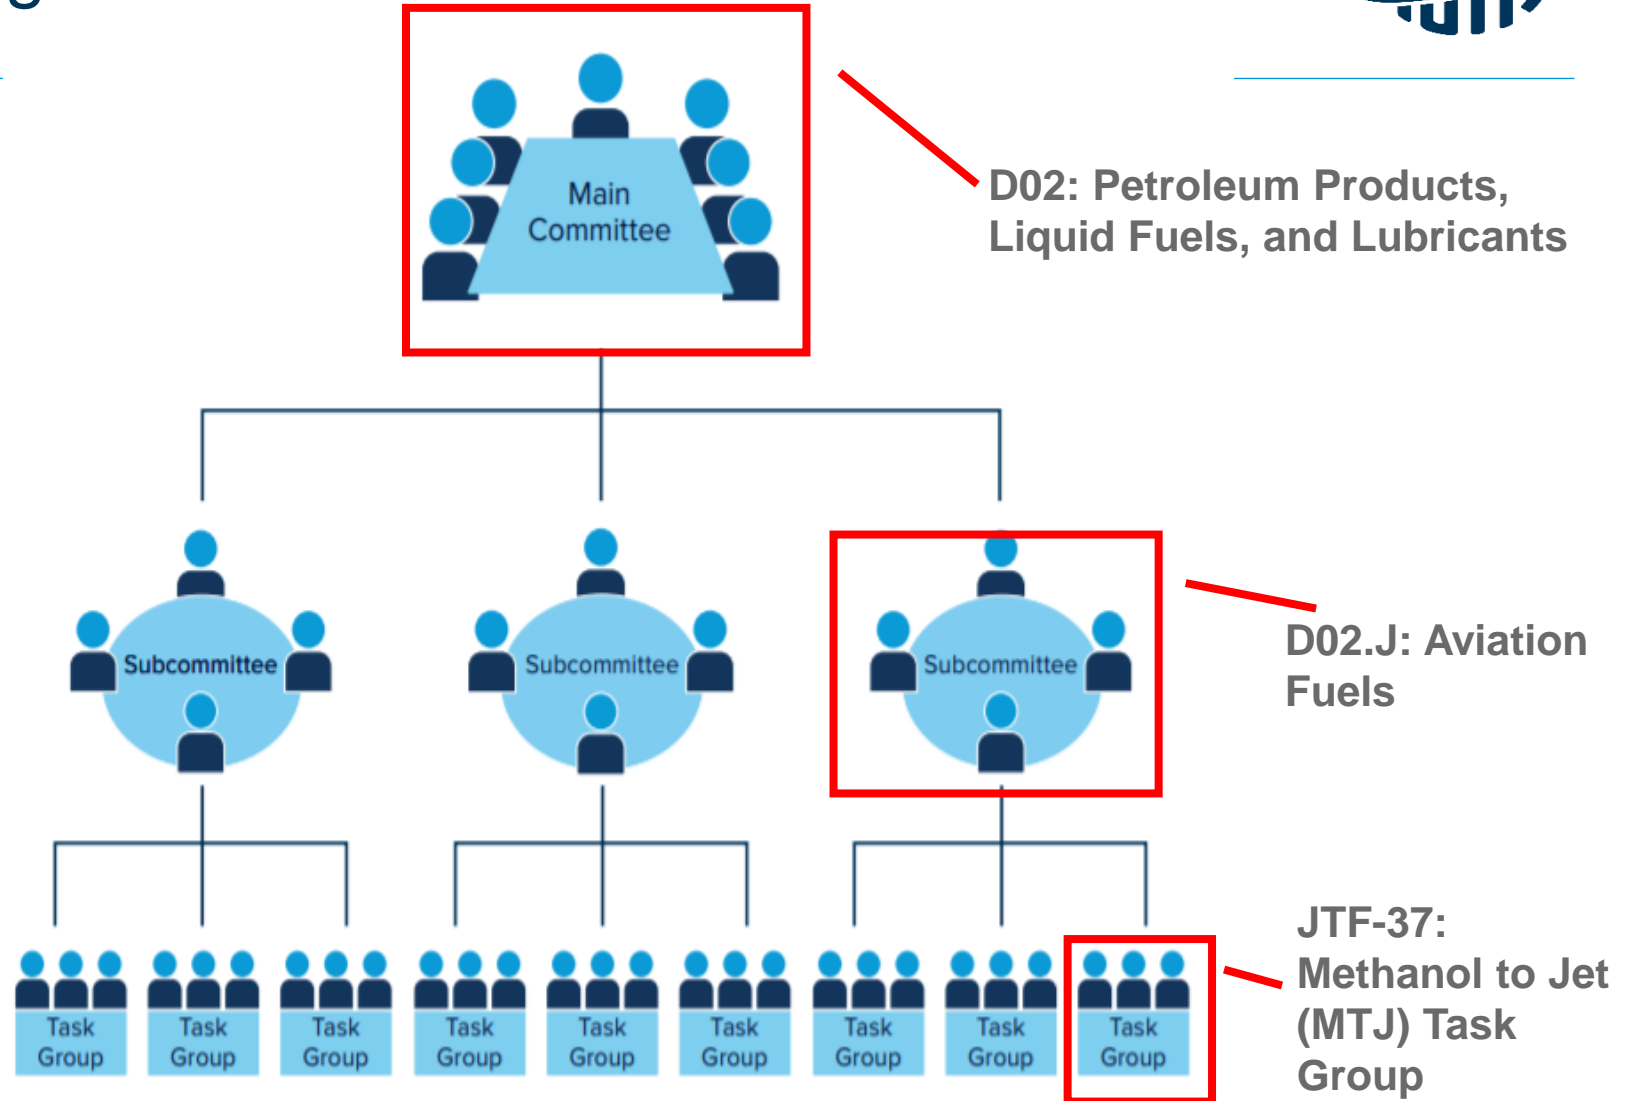 g
Main
Committee
D02: Petroleum Products,
Liquid Fuels, and Lubricants
Subcommittee
Subcommittee
Subcommittee
D02.J: Aviation
Fuels
Task
Group
Task
Group
Task
Group
Task
Group
Task
Group
Task
Group
Task
Group
Task
Group
Task
Group
JTF-37:
Methanol to Jet
(MTJ) Task
Group